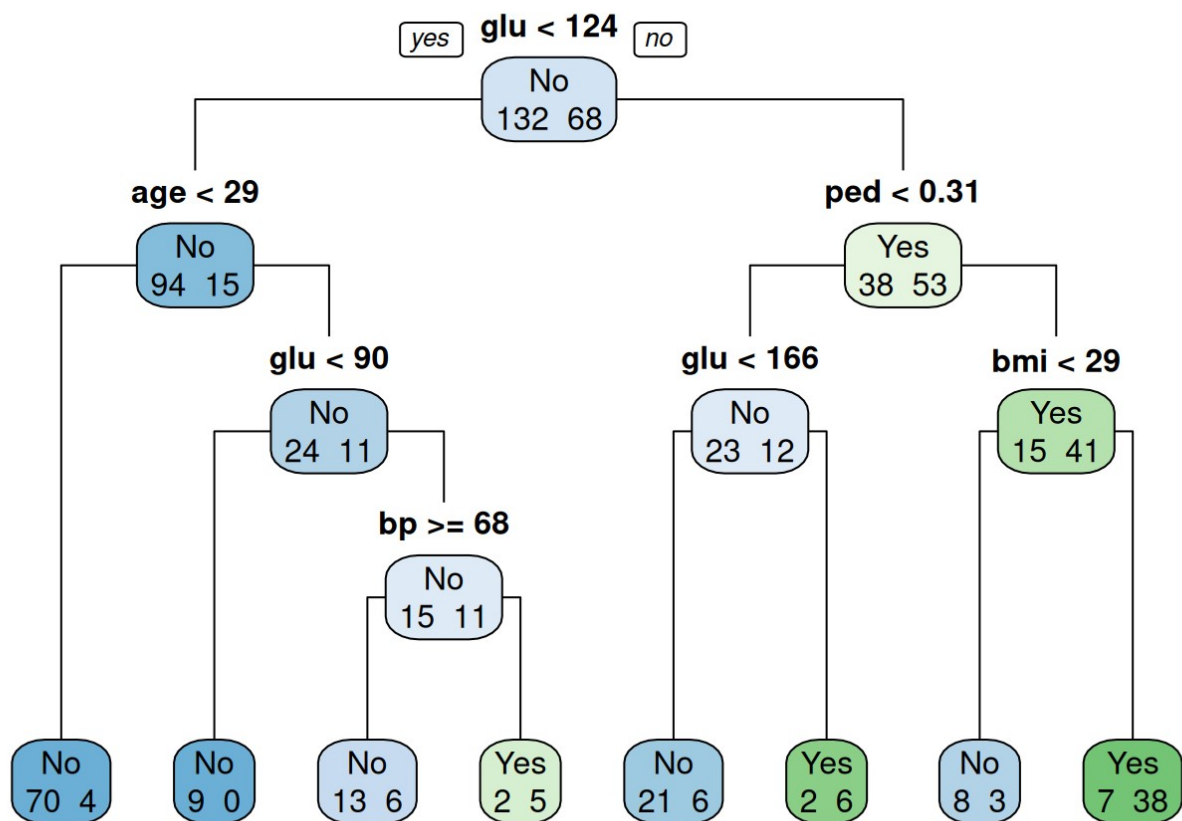 glu < 124
yes
no
No
132 68
age < 29
ped < 0.31
No
94 15
Yes
38 53
glu < 90
glu < 166
bmi < 29
No
24 11
No
23 12
Yes
15 41
bp >= 68
No
15 11
No
70 4
No
9 0
No
13 6
Yes
2 5
No
21 6
Yes
2 6
No
8 3
Yes
7 38